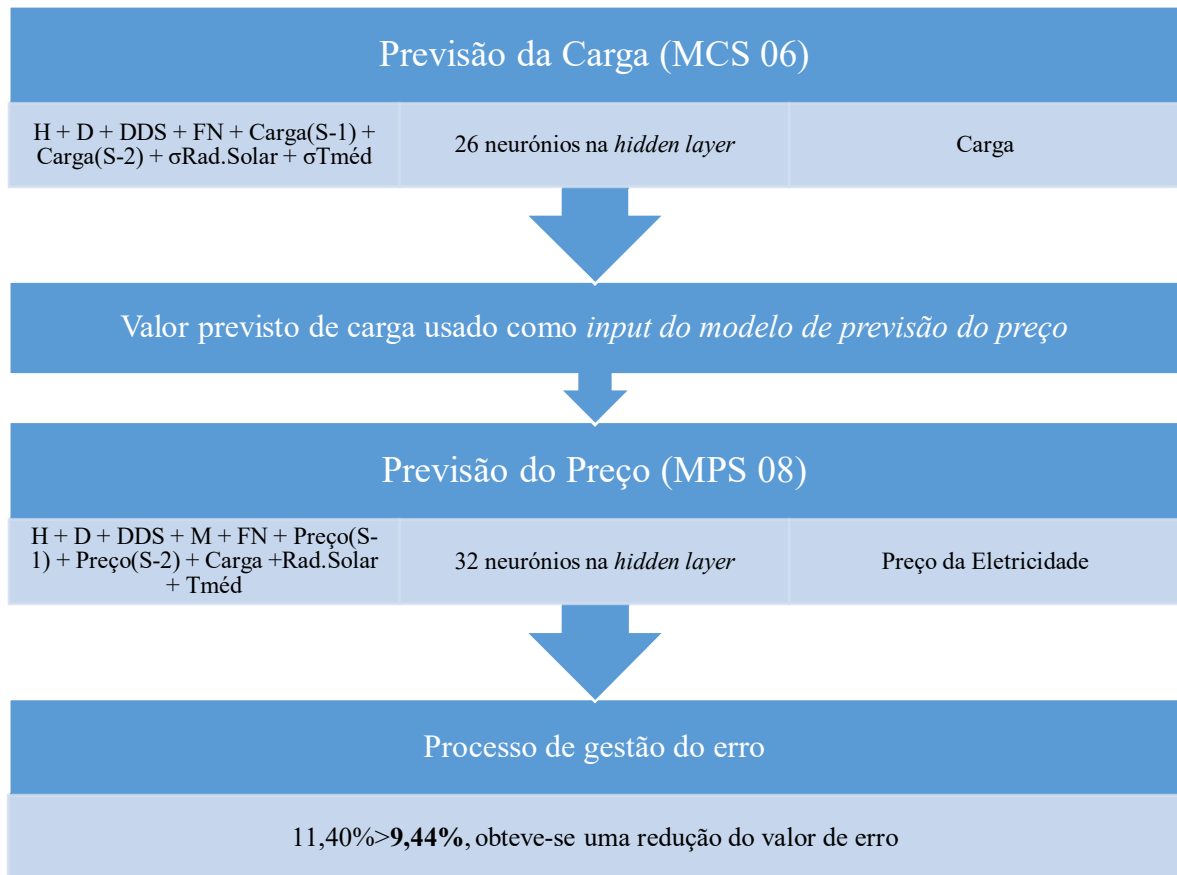 Previsão da Carga (MCS 06)
H + D + DDS + FN + Carga(S-1) +
Carga(S-2) + σRad.Solar + σTméd
26 neurónios na hidden layer
Carga
Valor previsto de carga usado como input do modelo de previsão do preço
Previsão do Preço (MPS 08)
H + D + DDS + M + FN + Preço(S-
1) + Preço(S-2) + Carga +Rad.Solar
+ Tméd
32 neurónios na hidden layer
Preço da Eletricidade
Processo de gestão do erro
11,40%>9,44%, obteve-se uma redução do valor de erro